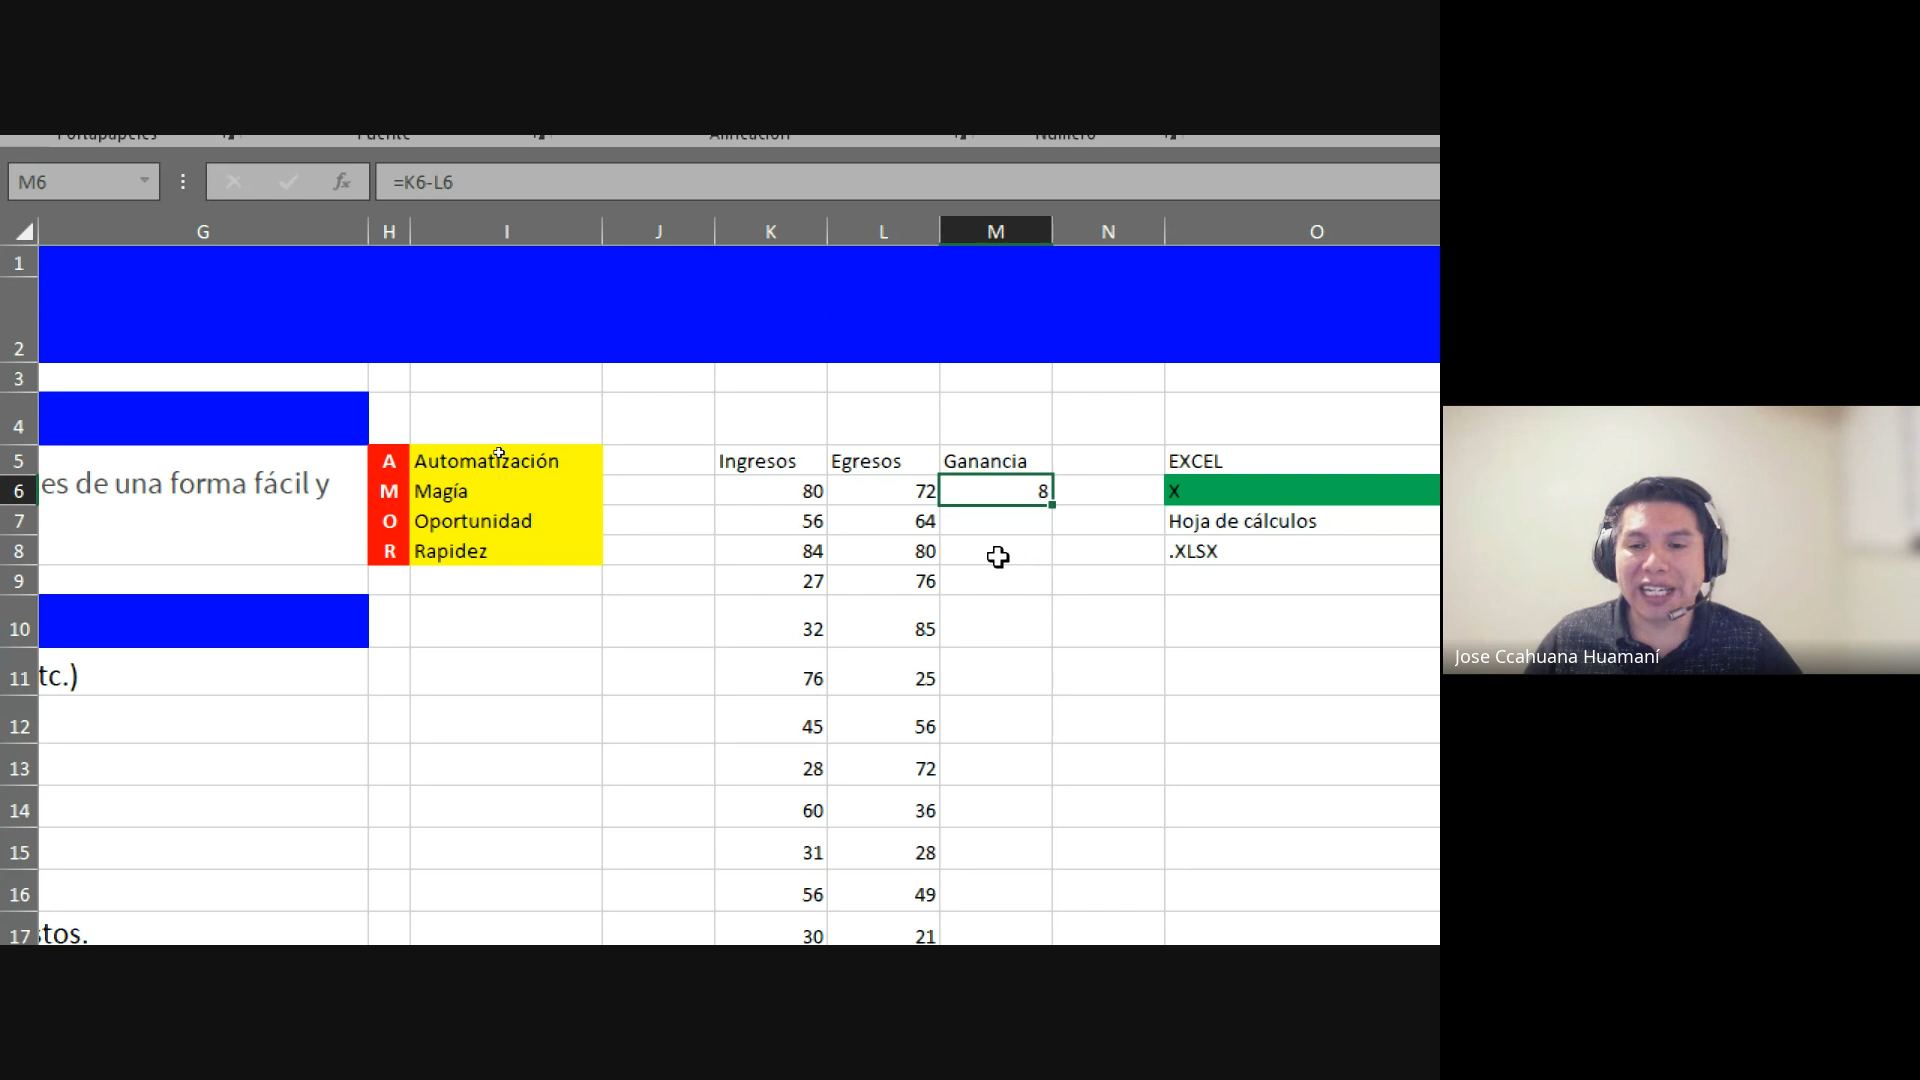 Portapapeles Fuente Alineación Número
M6 fx =K6-L6
G H I J K L M N O
1
2
3
4
5 A Automatización Ingresos Egresos Ganancia EXCEL
es de una forma fácil y
6 M Magía 80 72 8 X
7 O Oportunidad 56 64 Hoja de cálculos
8 R Rapidez 84 80 .XLSX
9 27 76
10 32 85
11 tc.) 76 25
12 45 56
13 28 72
14 60 36
15 31 28
16 56 49
17 stos. 30 21
Jose Ccahuana Huamaní